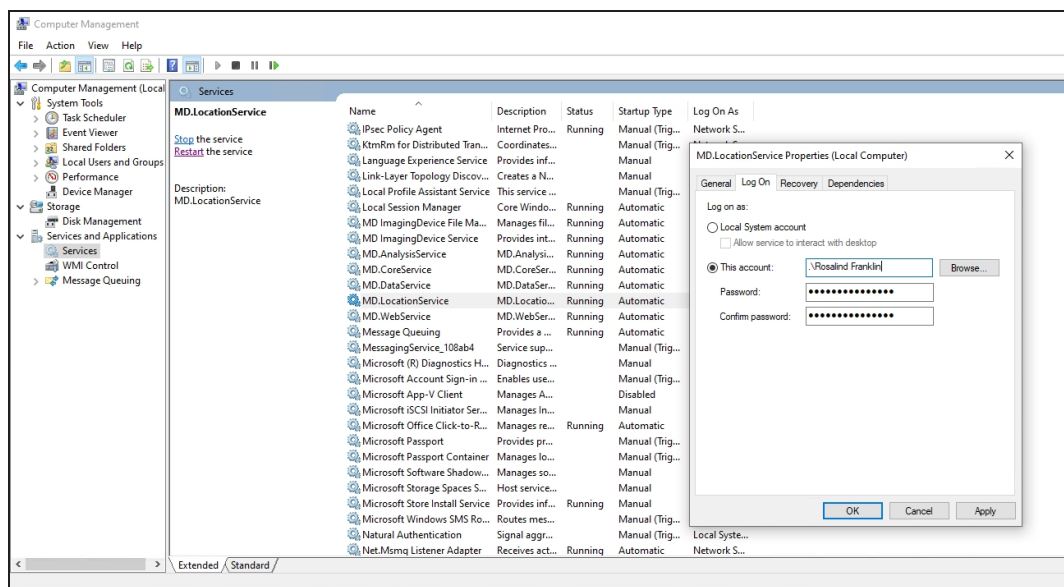 Computer Management
File Action View Help
Computer Management (Local
System Tools
Task Scheduler
Event Viewer
Shared Folders
Local Users and Groups
Performance
Device Manager
Storage
Disk Management
Services and Applications
Services
WMI Control
Message Queuing
Services
MD.LocationService
Stop the service
Restart the service
Description:
MD.LocationService
Name Description Status Startup Type Log On As
IPsec Policy Agent Internet Pro... Running Manual (Trig... Network S...
KtmRm for Distributed Tran... Coordinates... Manual (Trig...
Language Experience Service Provides inf... Manual
Link-Layer Topology Discov... Creates a N... Manual
Local Profile Assistant Service This service ... Manual (Trig...
Local Session Manager Core Windo... Running Automatic
MD ImagingDevice File Ma... Manages fil... Running Automatic
MD ImagingDevice Service Provides int... Running Automatic
MD.AnalysisService MD.Analysi... Running Automatic
MD.CoreService MD.CoreSer... Running Automatic
MD.DataService MD.DataSer... Running Automatic
MD.LocationService MD.Locatio... Running Automatic
MD.WebService MD.WebSer... Running Automatic
Message Queuing Provides a ... Running Automatic
MessagingService_108ab4 Service sup... Manual (Trig...
Microsoft (R) Diagnostics H... Diagnostics ... Manual
Microsoft Account Sign-in ... Enables use... Manual (Trig...
Microsoft App-V Client Manages A... Disabled
Microsoft iSCSI Initiator Ser... Manages In... Manual
Microsoft Office Click-to-R... Manages re... Running Automatic
Microsoft Passport Provides pr... Manual (Trig...
Microsoft Passport Container Manages lo... Manual (Trig...
Microsoft Software Shadow... Manages so... Manual
Microsoft Storage Spaces S... Host service... Manual
Microsoft Store Install Service Provides inf... Running Manual
Microsoft Windows SMS Ro... Routes mes... Manual (Trig...
Natural Authentication Signal aggr... Manual (Trig... Local Syste...
Net.Msmq Listener Adapter Receives act... Running Automatic Network S...
Extended Standard
MD.LocationService Properties (Local Computer)
General Log On Recovery Dependencies
Log on as:
Local System account
Allow service to interact with desktop
This account: .\Rosalind Franklin Browse...
Password: •••••••••••••••
Confirm password: •••••••••••••••
OK Cancel Apply